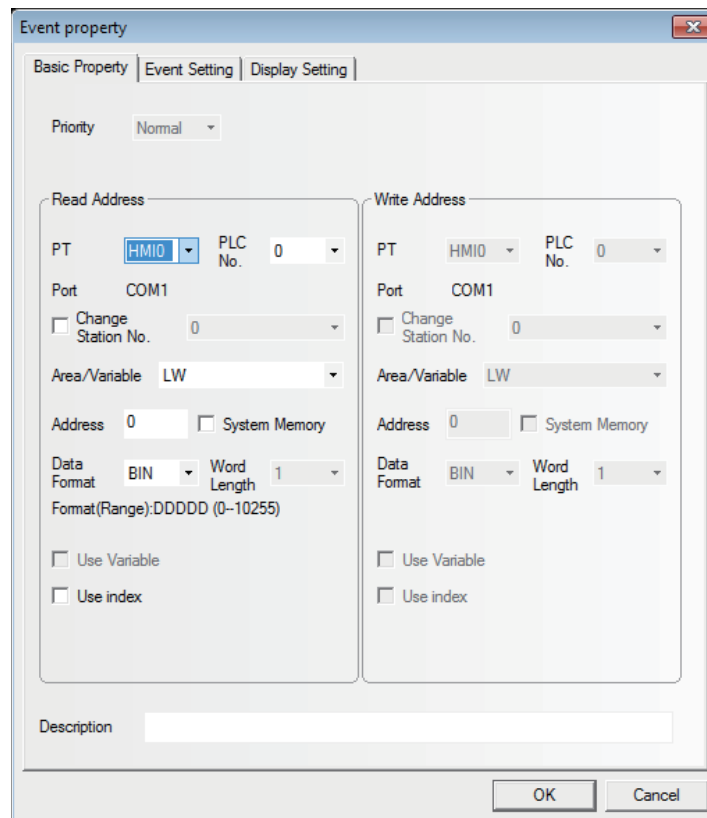 Event property
Basic Property Event Setting Display Setting
Priority Normal
Read Address
PT HMI0 PLC No. 0
Port COM1
Change Station No. 0
Area/Variable LW
Address 0 System Memory
Data Format BIN Word Length 1
Format(Range):DDDDD (0--10255)
Use Variable
Use index
Write Address
PT HMI0 PLC No. 0
Port COM1
Change Station No. 0
Area/Variable LW
Address 0 System Memory
Data Format BIN Word Length 1
Use Variable
Use index
Description
OK Cancel